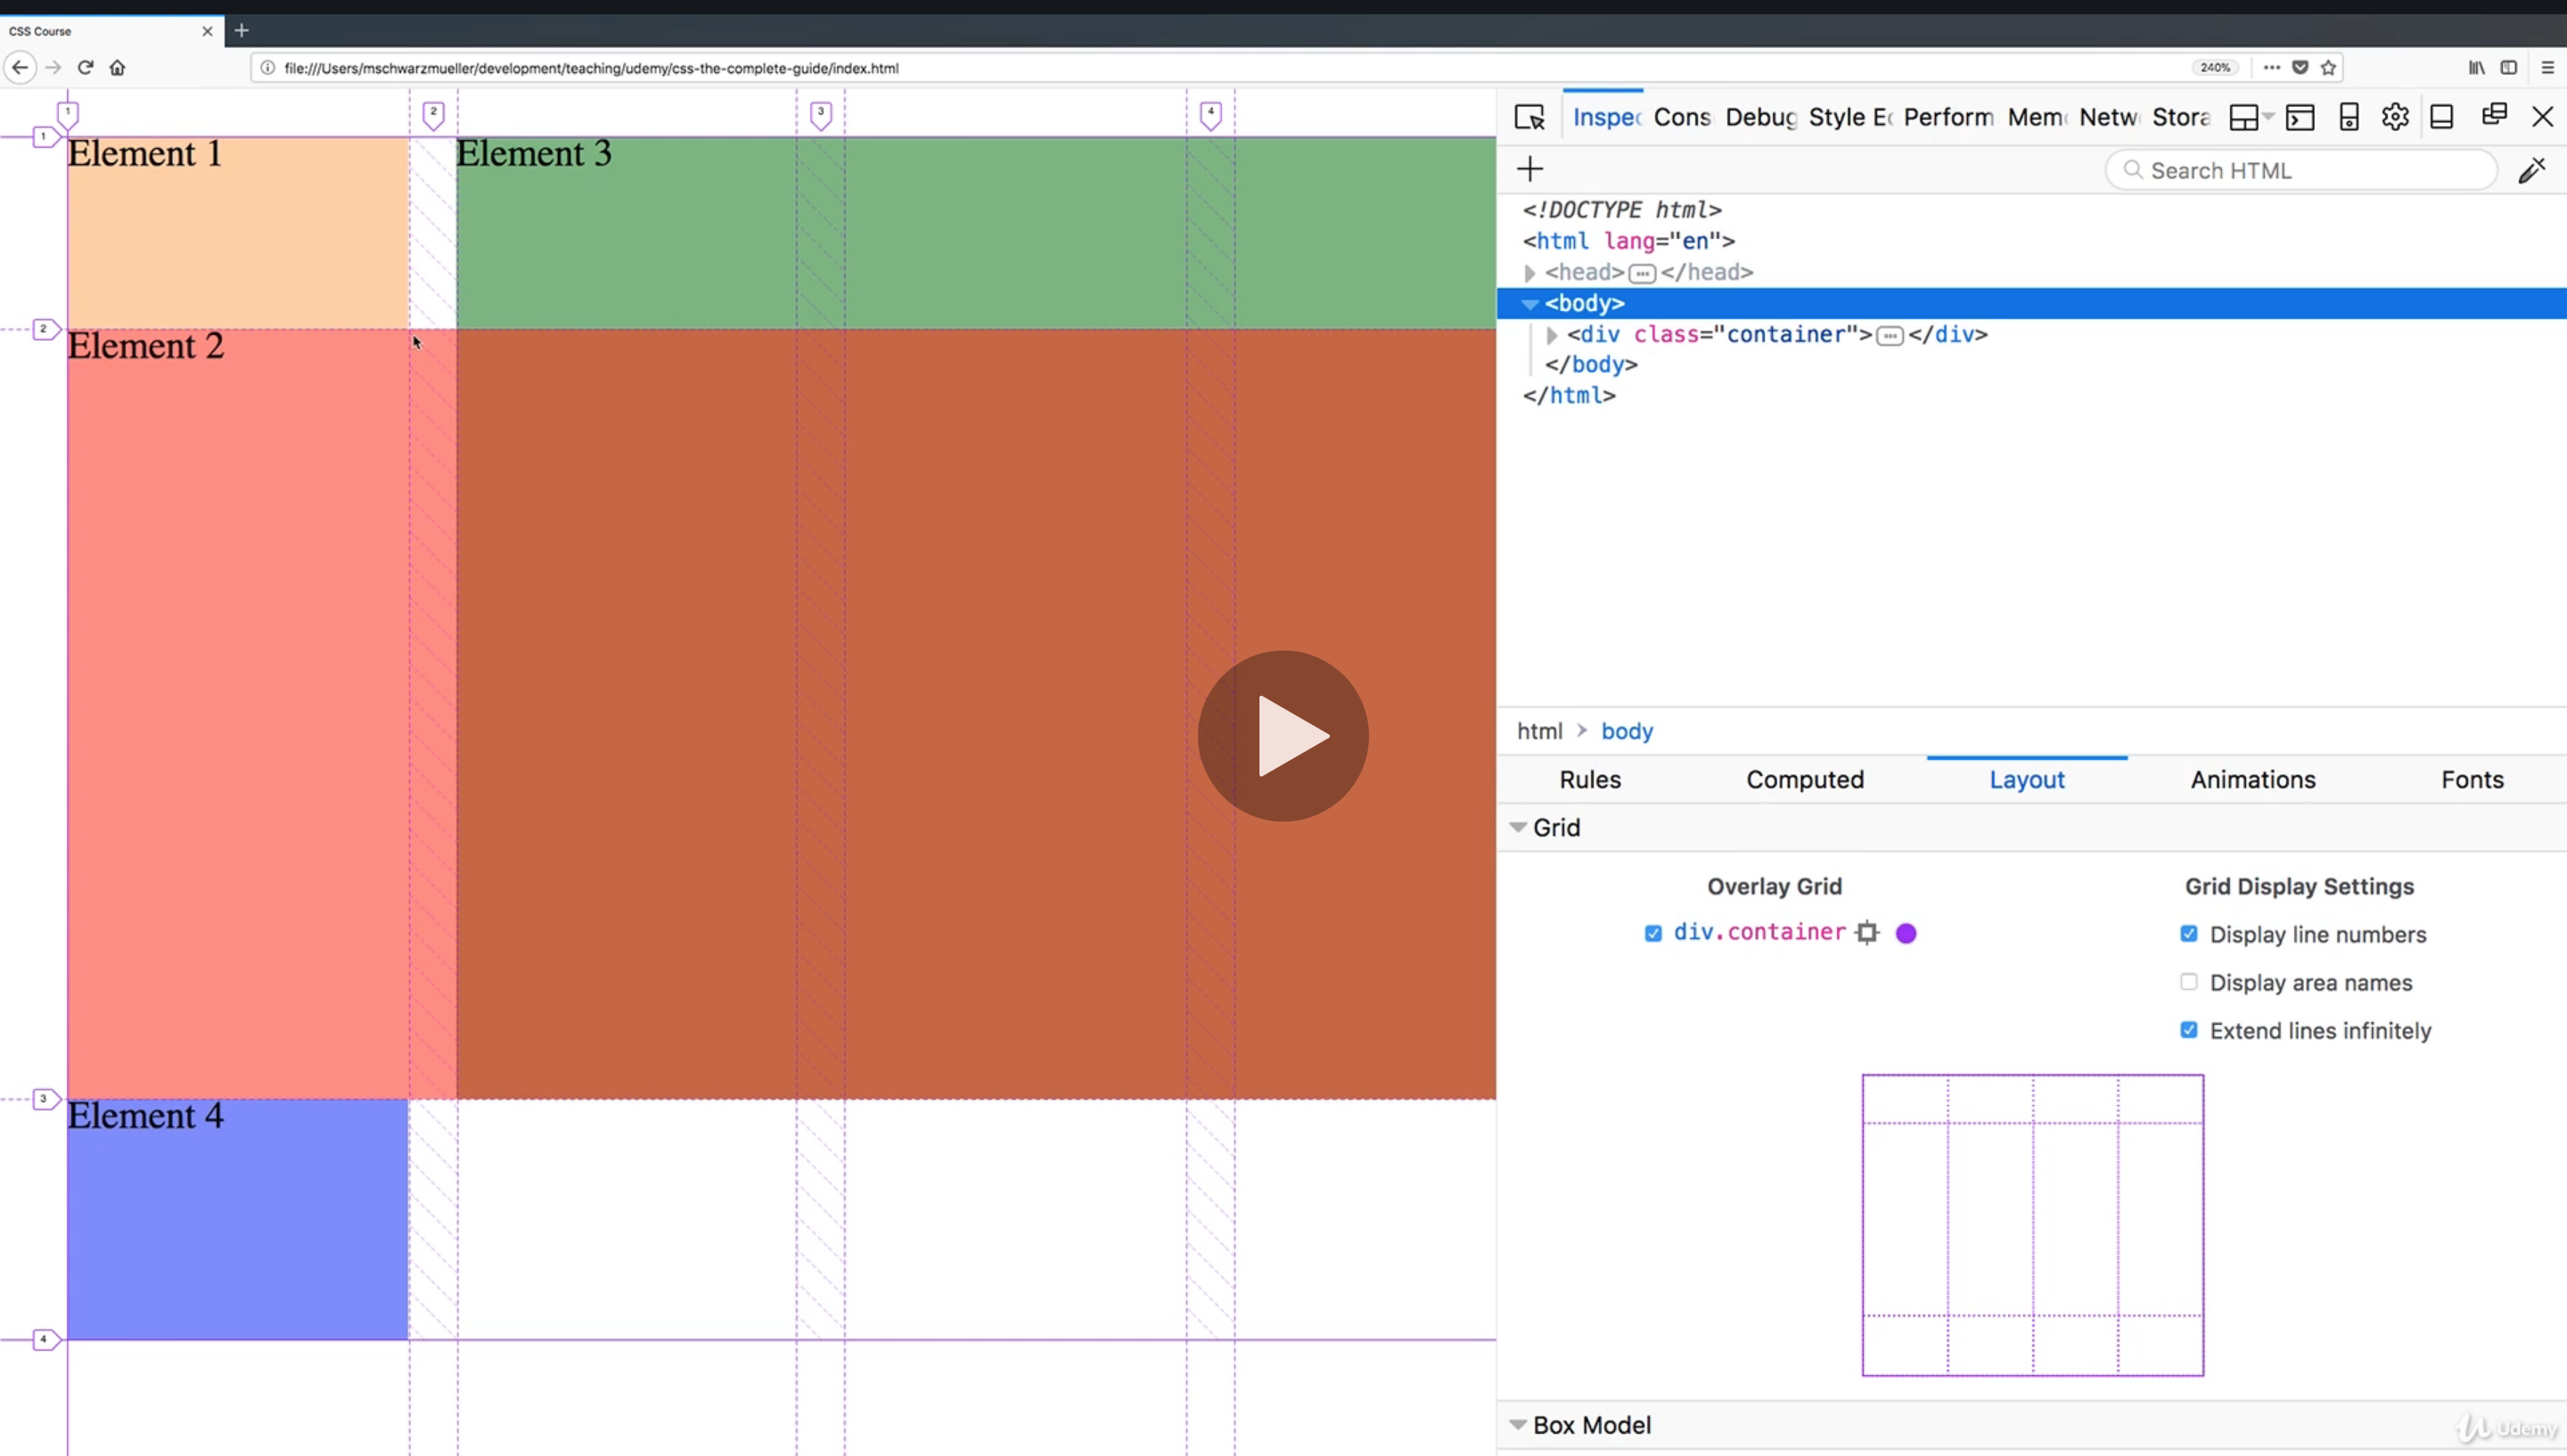 CSS Course
file:///Users/mschwarzmueller/development/teaching/udemy/css-the-complete-guide/index.html
240%
1 2 3 4
1
Element 1 Element 3
2
Element 2
3
Element 4
4
Inspec Cons Debug Style Ec Perform Mem Netw Stora
Search HTML
<!DOCTYPE html>
<html lang="en">
<head>…</head>
<body>
<div class="container">…</div>
</body>
</html>
html > body
Rules Computed Layout Animations Fonts
Grid
Overlay Grid Grid Display Settings
div.container Display line numbers
Display area names
Extend lines infinitely
Box Model
Udemy